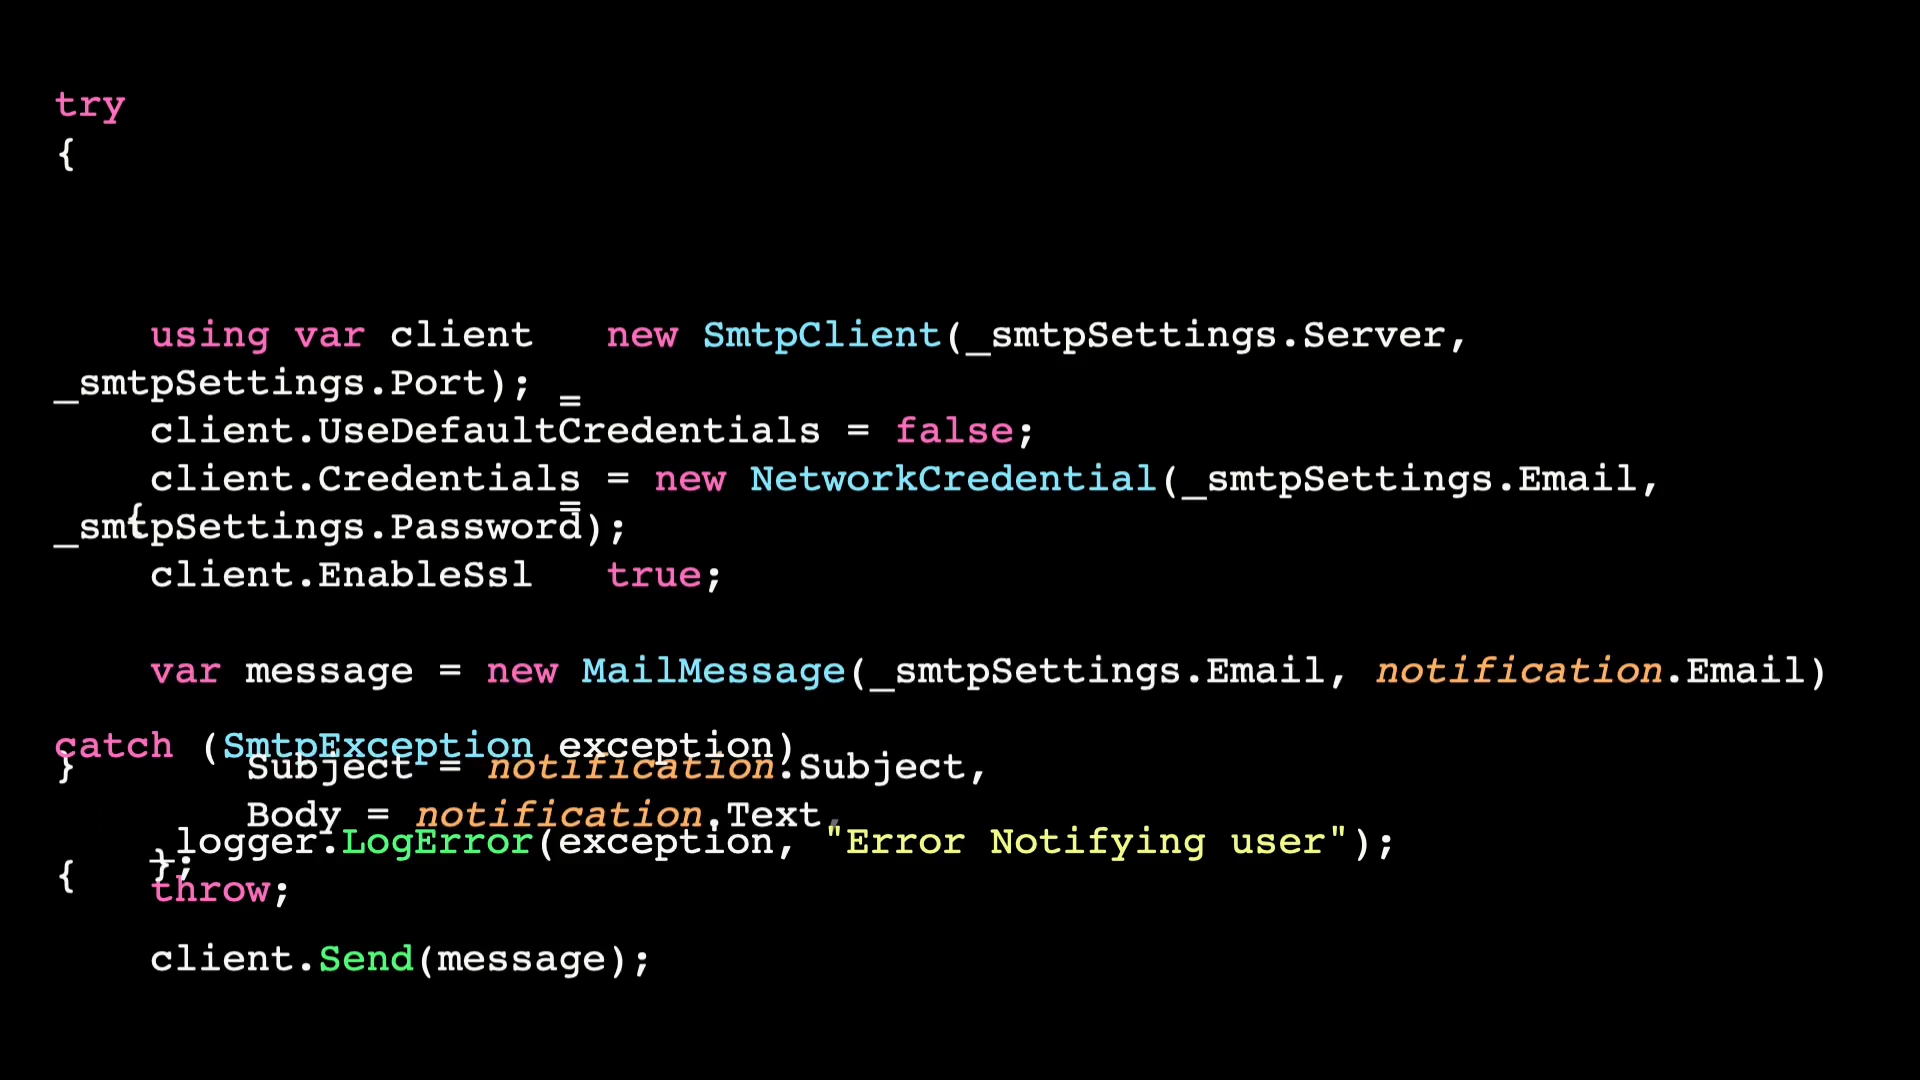 try
{
using var client new SmtpClient(_smtpSettings.Server,
_smtpSettings.Port);
=
client.UseDefaultCredentials = false;
client.Credentials = new NetworkCredential(_smtpSettings.Email,
=
{
_smtpSettings.Password);
client.EnableSsl true;
var message = new MailMessage(_smtpSettings.Email, notification.Email)
catch (SmtpException exception)
}
Subject = notification.Subject,
Body = notification.Text,
_logger.LogError(exception, "Error Notifying user");
};
{
throw;
client.Send(message);